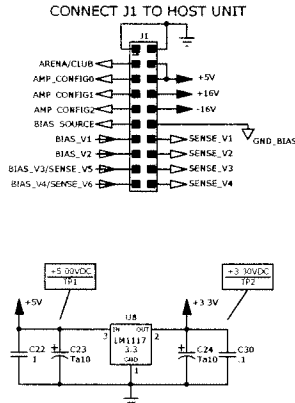 CONNECT J1 TO HOST UNIT
J1
ARENA/CLUB
AMP_CONFIG0 +5V
AMP_CONFIG1 +16V
AMP_CONFIG2 -16V
BIAS_SOURCE GND_BIAS
BIAS_V1 SENSE_V1
BIAS_V2 SENSE_V2
BIAS_V3/SENSE_V5 SENSE_V3
BIAS_V4/SENSE_V6 SENSE_V4
+5.00VDC +3.30VDC
TP1 TP2
+5V U8 +3.3V
3 IN OUT 2
LM1117
3.3
GND
1
C22 C23 C24 C30
.1 Ta10 Ta10 .1